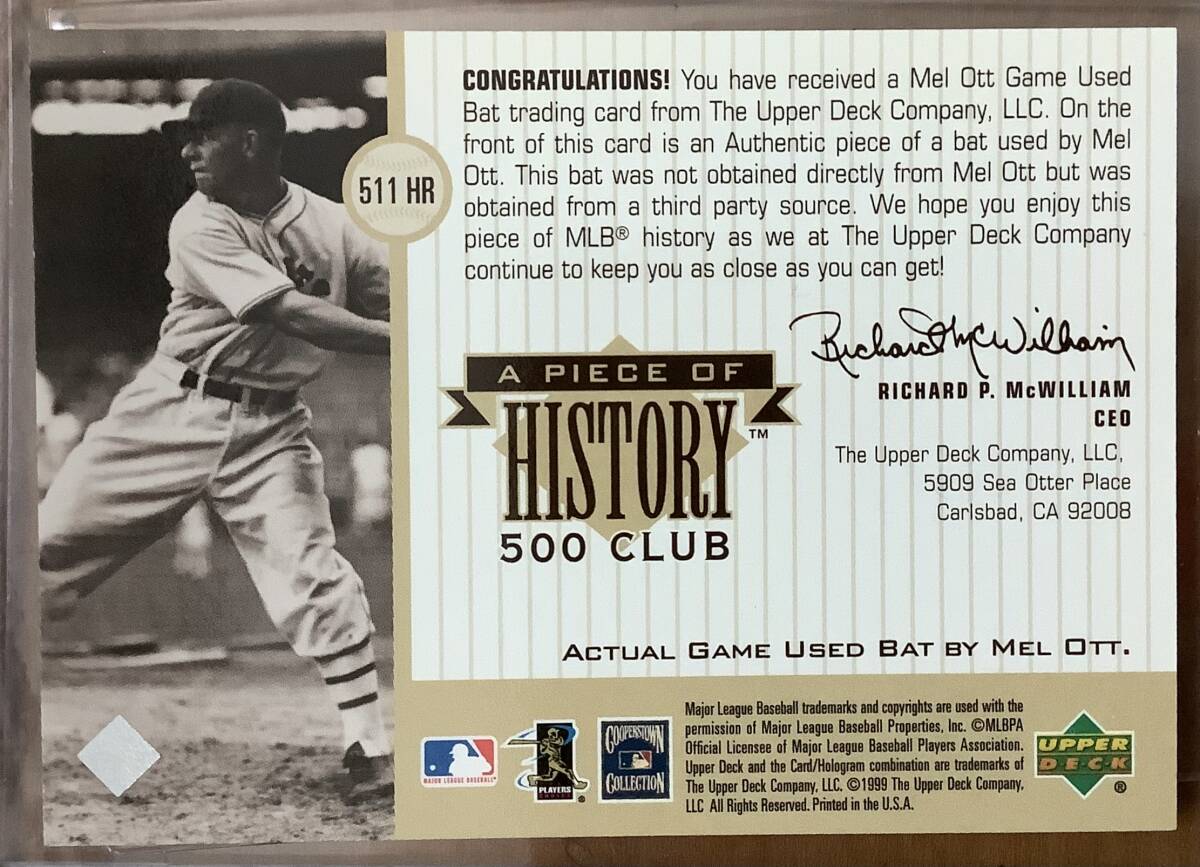 511 HR
CONGRATULATIONS! You have received a Mel Ott Game Used
Bat trading card from The Upper Deck Company, LLC. On the
front of this card is an Authentic piece of a bat used by Mel
Ott. This bat was not obtained directly from Mel Ott but was
obtained from a third party source. We hope you enjoy this
piece of MLB® history as we at The Upper Deck Company
continue to keep you as close as you can get!
Richard McWilliam
RICHARD P. McWILLIAM
CEO
The Upper Deck Company, LLC,
5909 Sea Otter Place
Carlsbad, CA 92008
A PIECE OF
HISTORY™
500 CLUB
ACTUAL GAME USED BAT BY MEL OTT.
MAJOR LEAGUE BASEBALL
PLAYERS
CHOICE
®
COOPERSTOWN
COLLECTION
Major League Baseball trademarks and copyrights are used with the
permission of Major League Baseball Properties, Inc. ©MLBPA
Official Licensee of Major League Baseball Players Association.
Upper Deck and the Card/Hologram combination are trademarks of
The Upper Deck Company, LLC. ©1999 The Upper Deck Company,
LLC All Rights Reserved. Printed in the U.S.A.
UPPER
DECK
®